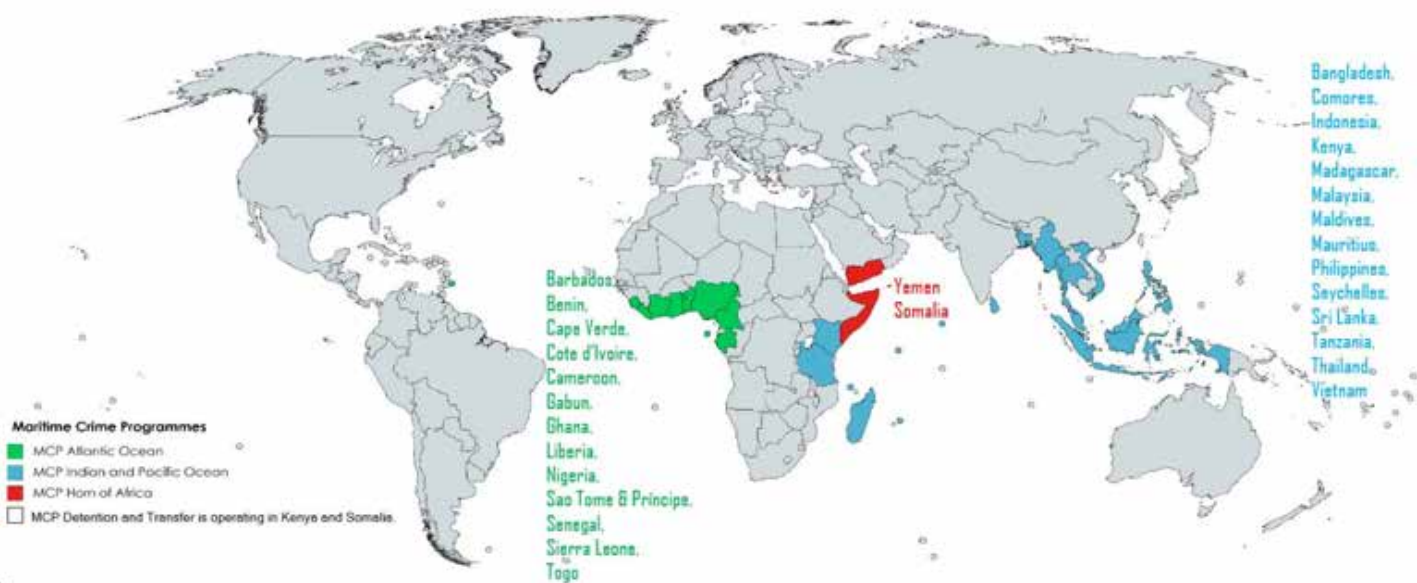 Bangladesh,
Comores,
Indonesia,
Kenya,
Madagascar,
Malaysia,
Maldives,
Mauritius,
Philippines,
Seychelles,
Sri Lanka,
Tanzania,
Thailand,
Vietnam
-Yemen
Somalia
Barbados,
Benin,
Cape Verde,
Cote d'Ivoire,
Cameroon,
Gabun,
Ghana,
Liberia,
Nigeria,
Sao Tome & Príncipe,
Senegal,
Sierra Leone,
Togo
Maritime Crime Programmes
MCP Atlantic Ocean
MCP Indian and Pacific Ocean
MCP Horn of Africa
MCP Detention and Transfer is operating in Kenya and Somalia.